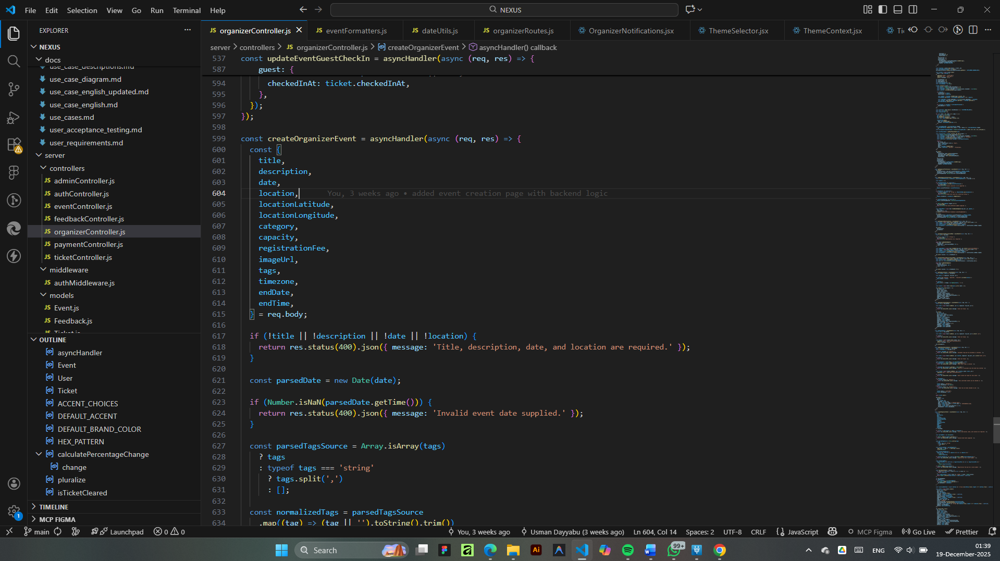 File Edit Selection View Go Run Terminal Help
NEXUS
EXPLORER
organizerController.js
JS eventFormatters.js
JS dateUtils.js
JS organizerRoutes.js
OrganizerNotifications.jsx
ThemeSelector.jsx
ThemeContext.jsx
server > controllers > JS organizerController.js > createOrganizerEvent > asyncHandler() callback
NEXUS
docs
use_case_descriptions.md
use_case_diagram.md
use_case_english_updated.md
use_case_english.md
use_cases.md
user_acceptance_testing.md
user_requirements.md
server
controllers
JS adminController.js
JS authController.js
JS eventController.js
JS feedbackController.js
JS organizerController.js
JS paymentController.js
JS ticketController.js
middleware
JS authMiddleware.js
models
JS Event.js
JS Feedback.js
JS Ticket.js
OUTLINE
asyncHandler
Event
User
Ticket
ACCENT_CHOICES
DEFAULT_ACCENT
DEFAULT_BRAND_COLOR
HEX_PATTERN
calculatePercentageChange
change
pluralize
isTicketCleared
TIMELINE
MCP FIGMA
537 const updateEventGuestCheckIn = asyncHandler(async (req, res) => {
587 guest: {
594 checkedInAt: ticket.checkedInAt,
595 },
596 });
597 });
598
599 const createOrganizerEvent = asyncHandler(async (req, res) => {
600 const {
601 title,
602 description,
603 date,
604 location, You, 3 weeks ago • added event creation page with backend logic
605 locationLatitude,
606 locationLongitude,
607 category,
608 capacity,
609 registrationFee,
610 imageUrl,
611 tags,
612 timezone,
613 endDate,
614 endTime,
615 } = req.body;
616
617 if (!title || !description || !date || !location) {
618 return res.status(400).json({ message: 'Title, description, date, and location are required.' });
619 }
620
621 const parsedDate = new Date(date);
622
623 if (Number.isNaN(parsedDate.getTime())) {
624 return res.status(400).json({ message: 'Invalid event date supplied.' });
625 }
626
627 const parsedTagsSource = Array.isArray(tags)
628 ? tags
629 : typeof tags === 'string'
630 ? tags.split(',')
631 : [];
632
633 const normalizedTags = parsedTagsSource
634 .map((tag) => (tag || '').toString().trim())
main Launchpad 0 0 You, 3 weeks ago Usman Dayyabu (3 weeks ago) Ln 604, Col 14 Spaces: 2 UTF-8 CRLF {} JavaScript MCP Figma Go Live Prettier
Search
Ai
99+
ENG
01:39
19-December-2025